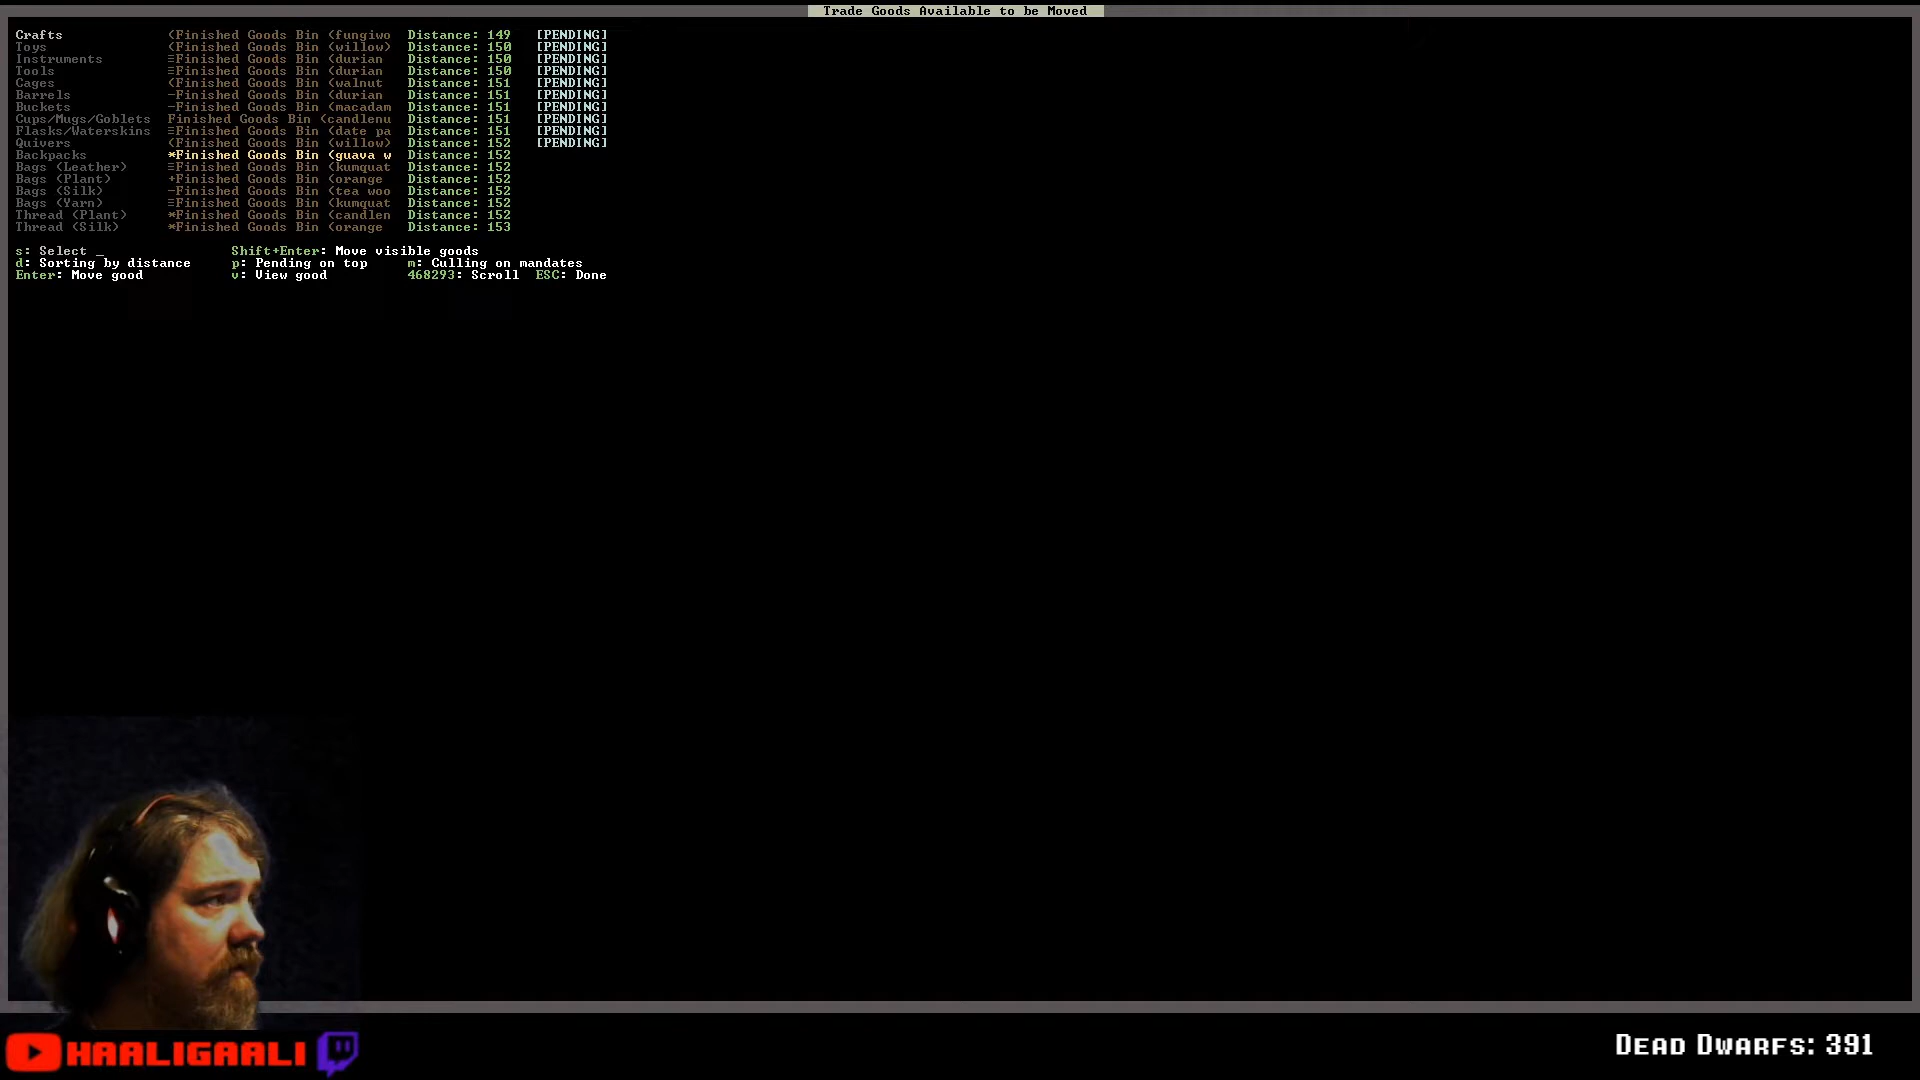 Trade Goods Available to be Moved
Crafts (Finished Goods Bin (fungiwo Distance: 149 [PENDING]
Toys (Finished Goods Bin (willow) Distance: 150 [PENDING]
Instruments ≡Finished Goods Bin (durian Distance: 150 [PENDING]
Tools ≡Finished Goods Bin (durian Distance: 150 [PENDING]
Cages (Finished Goods Bin (walnut Distance: 151 [PENDING]
Barrels -Finished Goods Bin (durian Distance: 151 [PENDING]
Buckets -Finished Goods Bin (macadam Distance: 151 [PENDING]
Cups/Mugs/Goblets Finished Goods Bin (candlenu Distance: 151 [PENDING]
Flasks/Waterskins ≡Finished Goods Bin (date pa Distance: 151 [PENDING]
Quivers (Finished Goods Bin (willow) Distance: 152 [PENDING]
Backpacks *Finished Goods Bin (guava w Distance: 152
Bags (Leather) ≡Finished Goods Bin (kumquat Distance: 152
Bags (Plant) +Finished Goods Bin (orange Distance: 152
Bags (Silk) -Finished Goods Bin (tea woo Distance: 152
Bags (Yarn) ≡Finished Goods Bin (kumquat Distance: 152
Thread (Plant) *Finished Goods Bin (candlen Distance: 152
Thread (Silk) *Finished Goods Bin (orange Distance: 153
s: Select _ Shift+Enter: Move visible goods
d: Sorting by distance p: Pending on top m: Culling on mandates
Enter: Move good v: View good 468293: Scroll ESC: Done
HAALIGAALI
DEAD DWARFS: 391